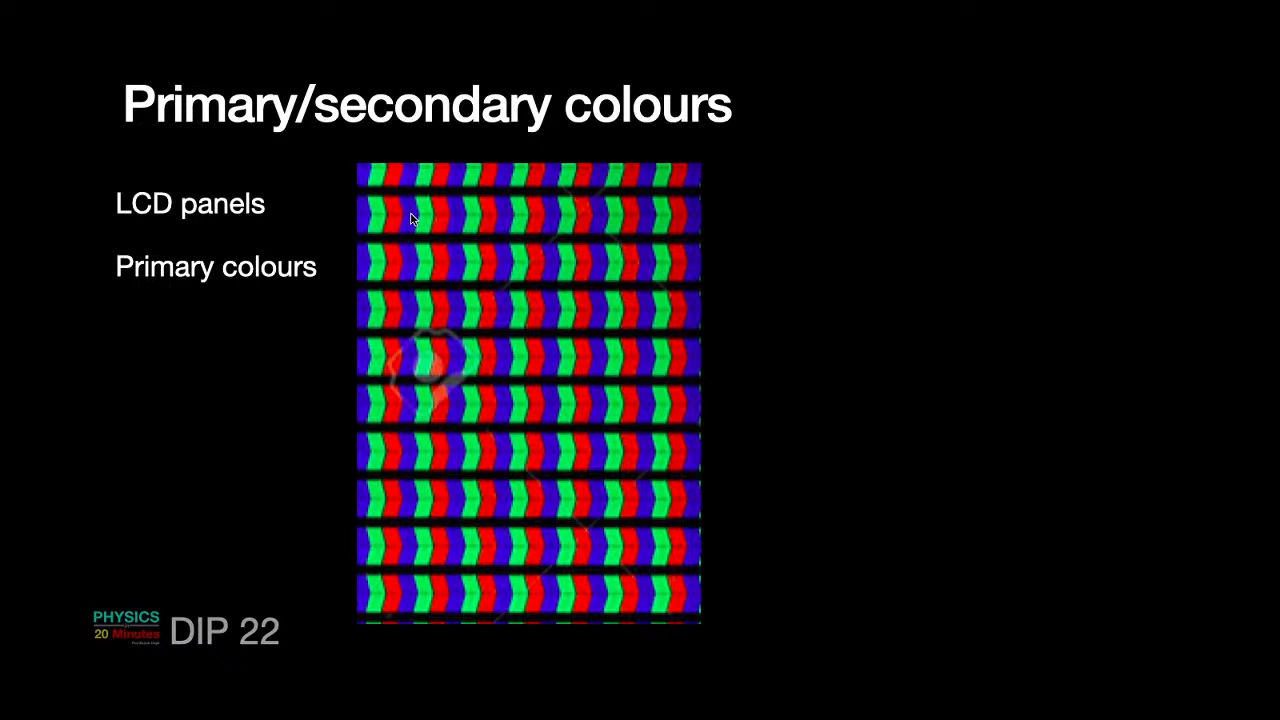 Primary/secondary colours
LCD panels
Primary colours
PHYSICS
20 Minutes
DIP 22